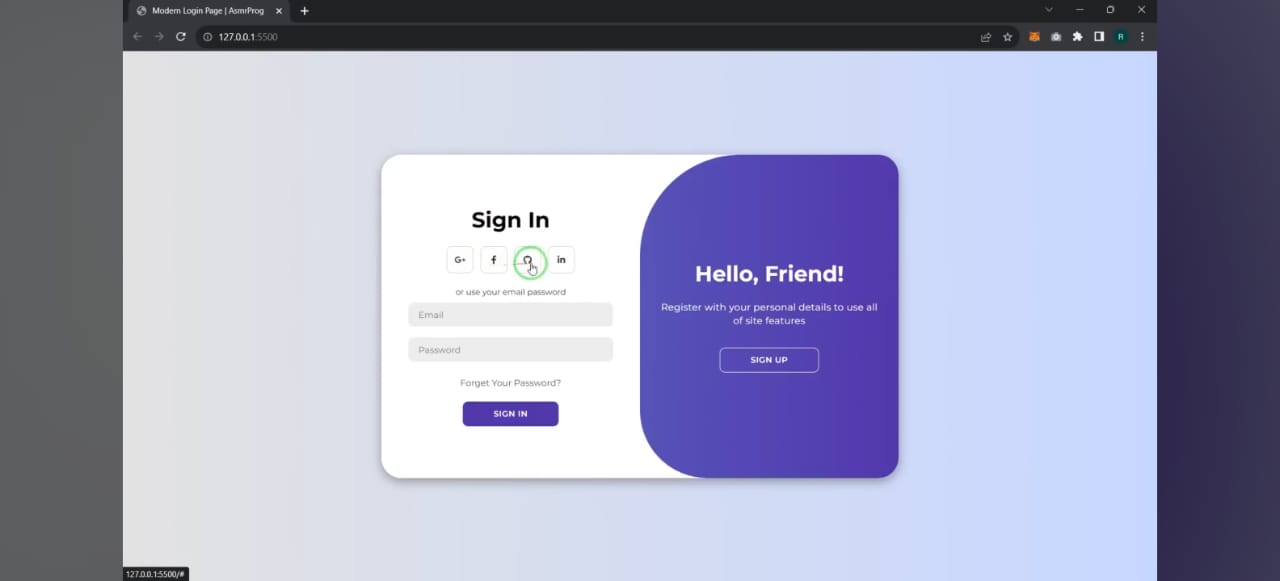 Modern Login Page | AsmrProg
127.0.0.1:5500
R
Sign In
G+
f
in
or use your email password
Email
Password
Forget Your Password?
SIGN IN
Hello, Friend!
Register with your personal details to use all
of site features
SIGN UP
127.0.0.1:5500/#